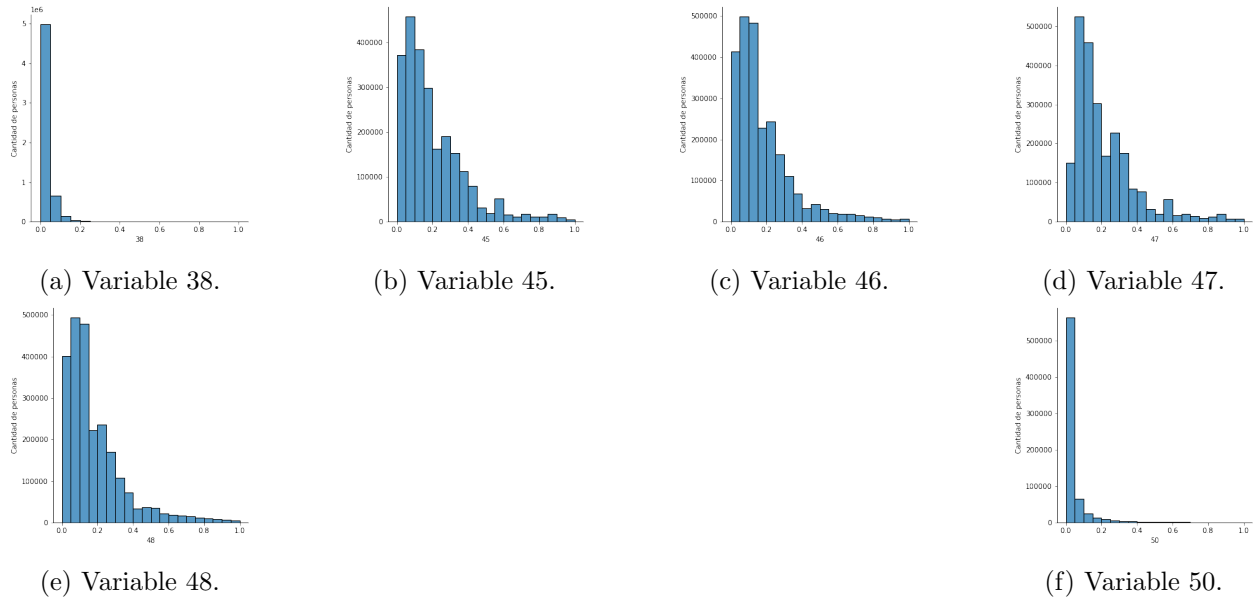 1e6
5
4
3
2
1
0
Cantidad de personas
0.0 0.2 0.4 0.6 0.8 1.0
38
(a) Variable 38.
400000
300000
200000
100000
0
Cantidad de personas
0.0 0.2 0.4 0.6 0.8 1.0
45
(b) Variable 45.
500000
400000
300000
200000
100000
0
Cantidad de personas
0.0 0.2 0.4 0.6 0.8 1.0
46
(c) Variable 46.
500000
400000
300000
200000
100000
0
Cantidad de personas
0.0 0.2 0.4 0.6 0.8 1.0
47
(d) Variable 47.
500000
400000
300000
200000
100000
0
Cantidad de personas
0.0 0.2 0.4 0.6 0.8 1.0
48
(e) Variable 48.
500000
400000
300000
200000
100000
0
Cantidad de personas
0.0 0.2 0.4 0.6 0.8 1.0
50
(f) Variable 50.